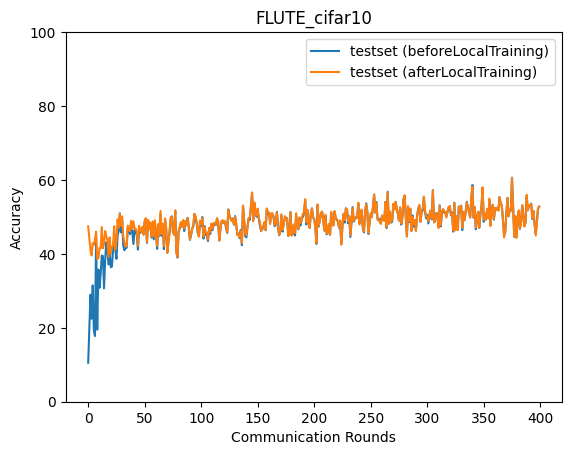 FLUTE_cifar10
testset (beforeLocalTraining)
testset (afterLocalTraining)
Accuracy
100
80
60
40
20
0
0 50 100 150 200 250 300 350 400
Communication Rounds